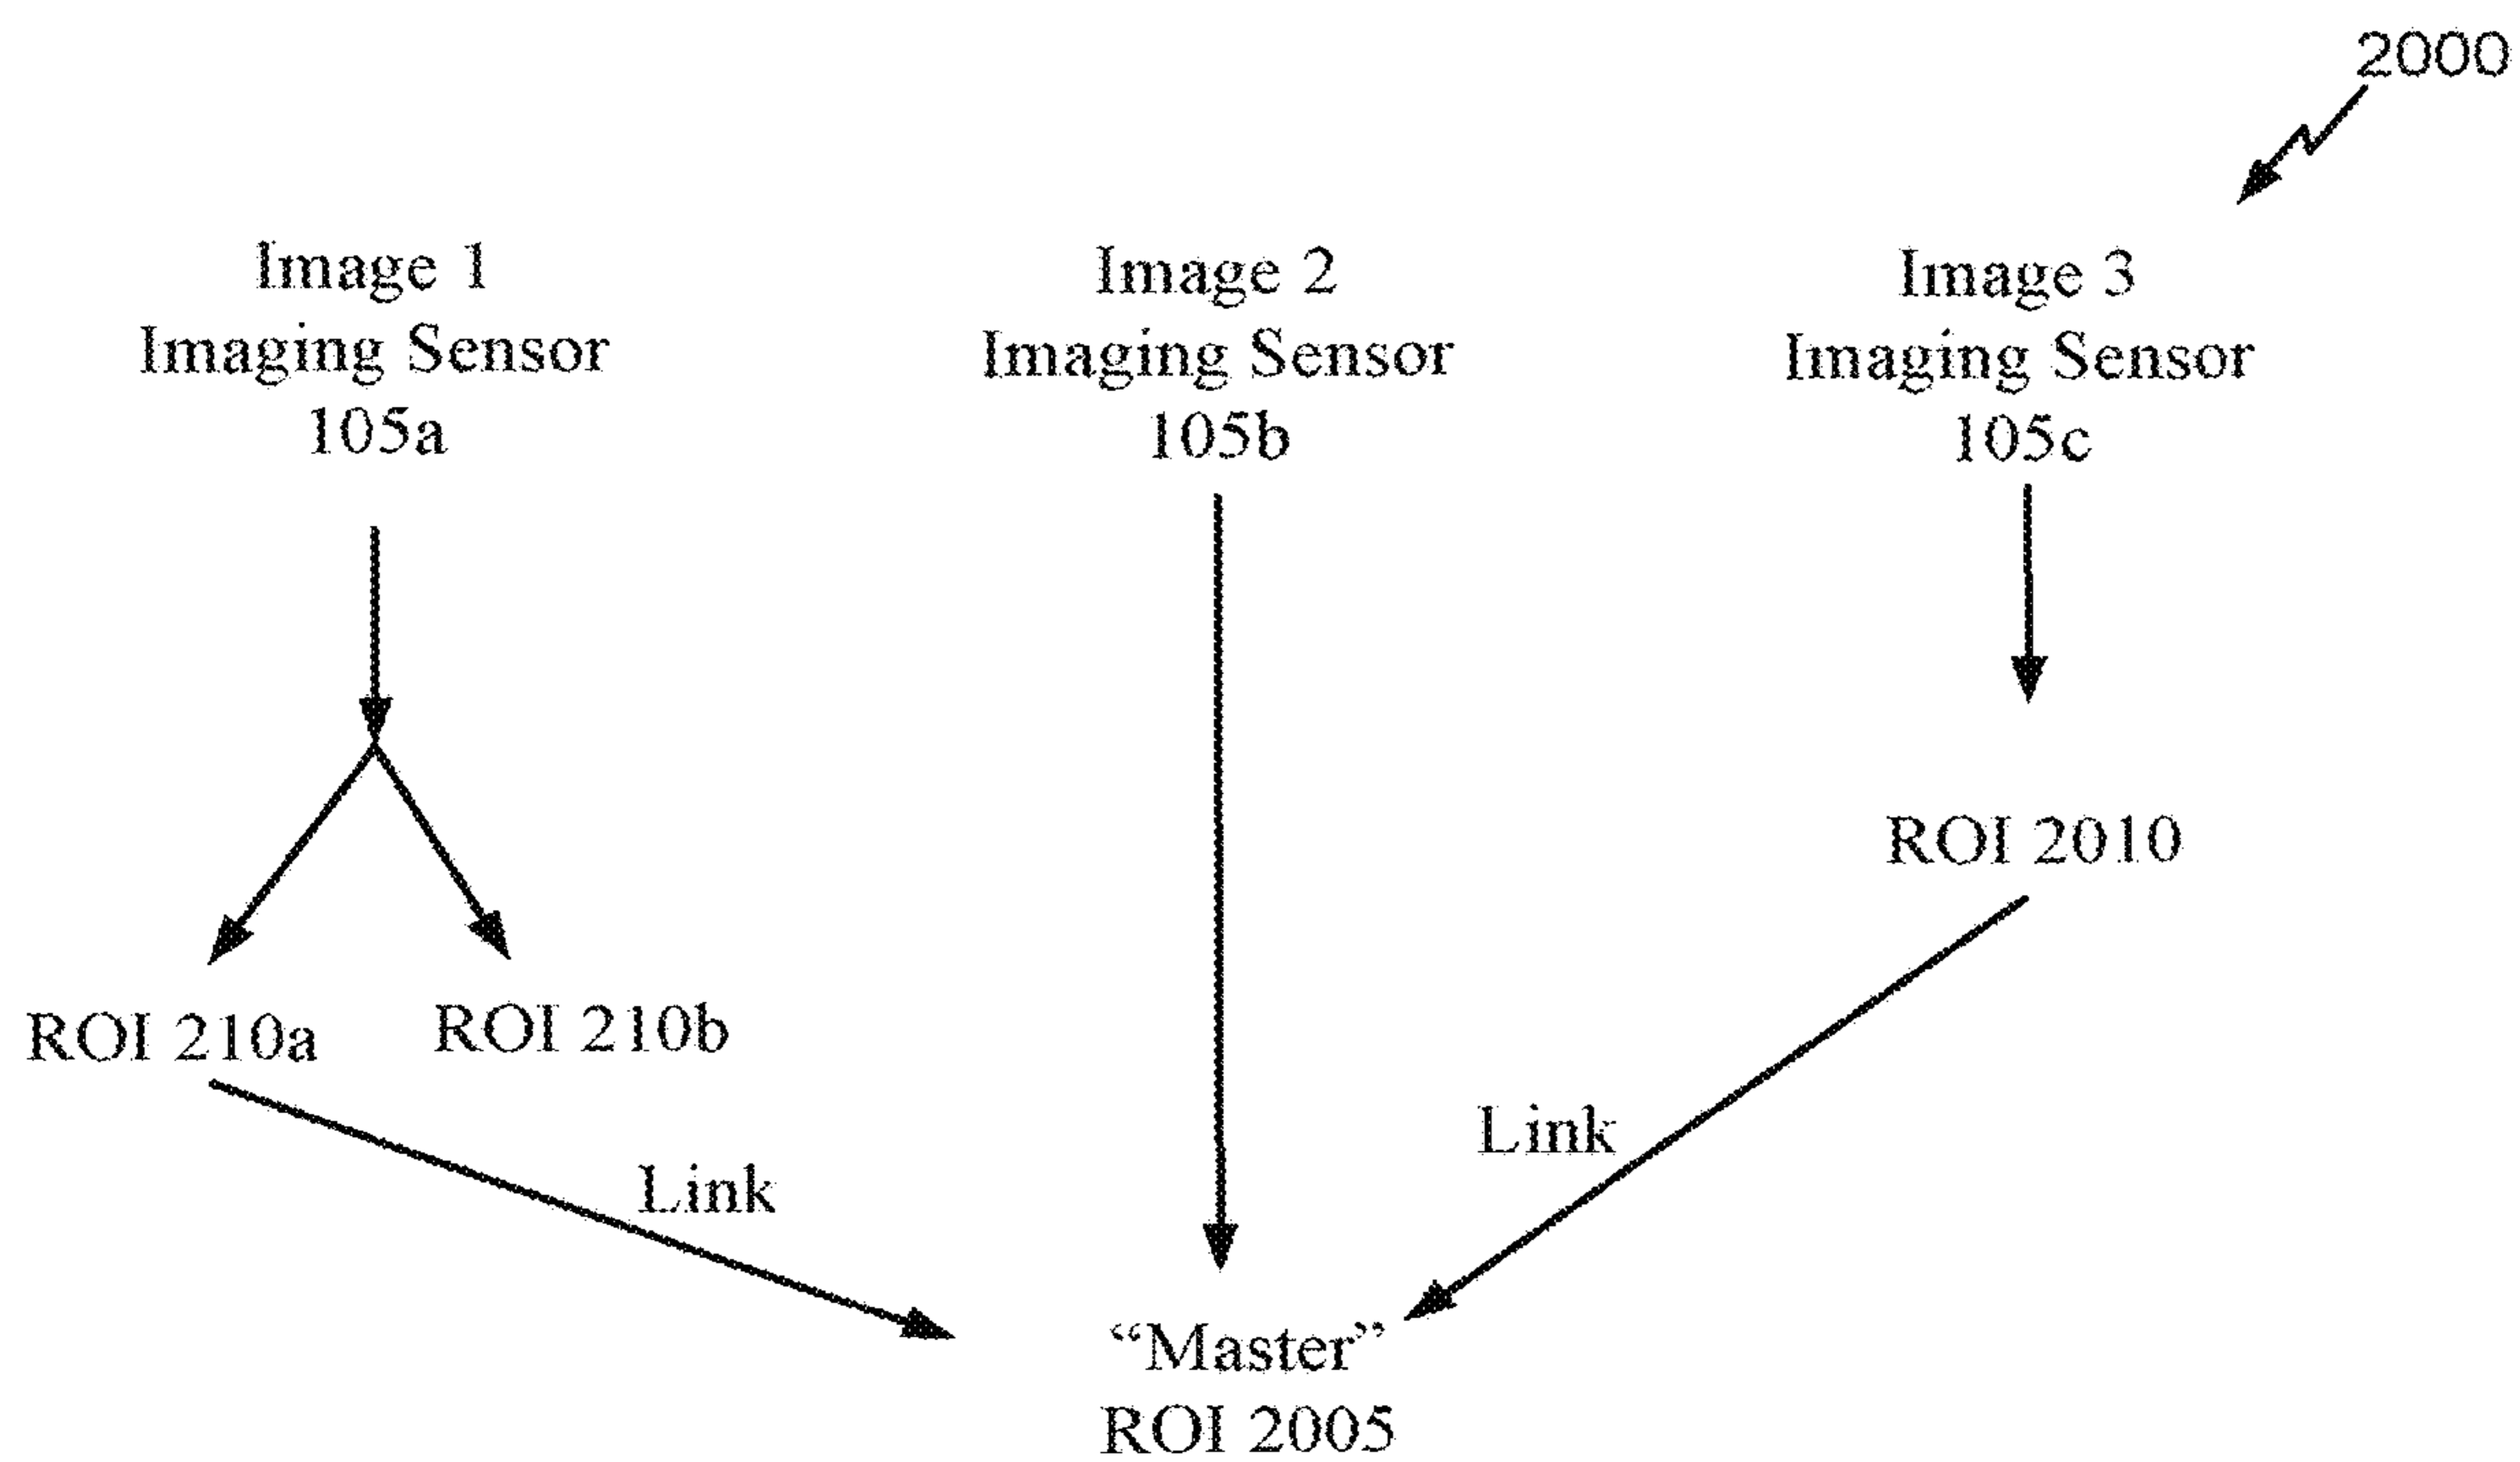 2000
Image 1
Imaging Sensor
105a
Image 2
Imaging Sensor
105b
Image 3
Imaging Sensor
105c
ROI 2010
ROI 210a
ROI 210b
Link
Link
“Master”
ROI 2005